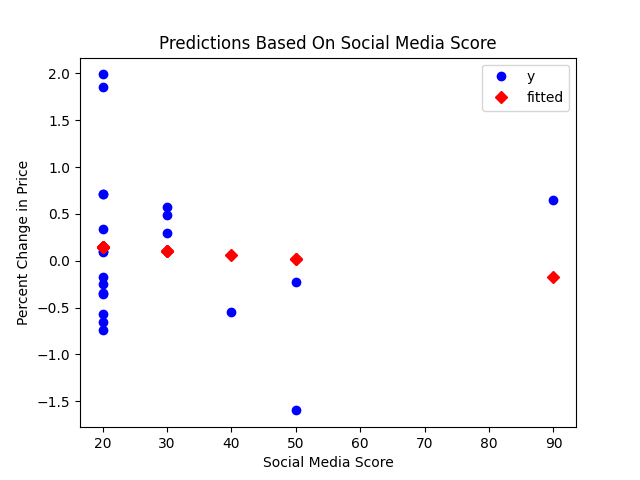 Predictions Based On Social Media Score
y
fitted
Percent Change in Price
2.0
1.5
1.0
0.5
0.0
−0.5
−1.0
−1.5
20 30 40 50 60 70 80 90
Social Media Score